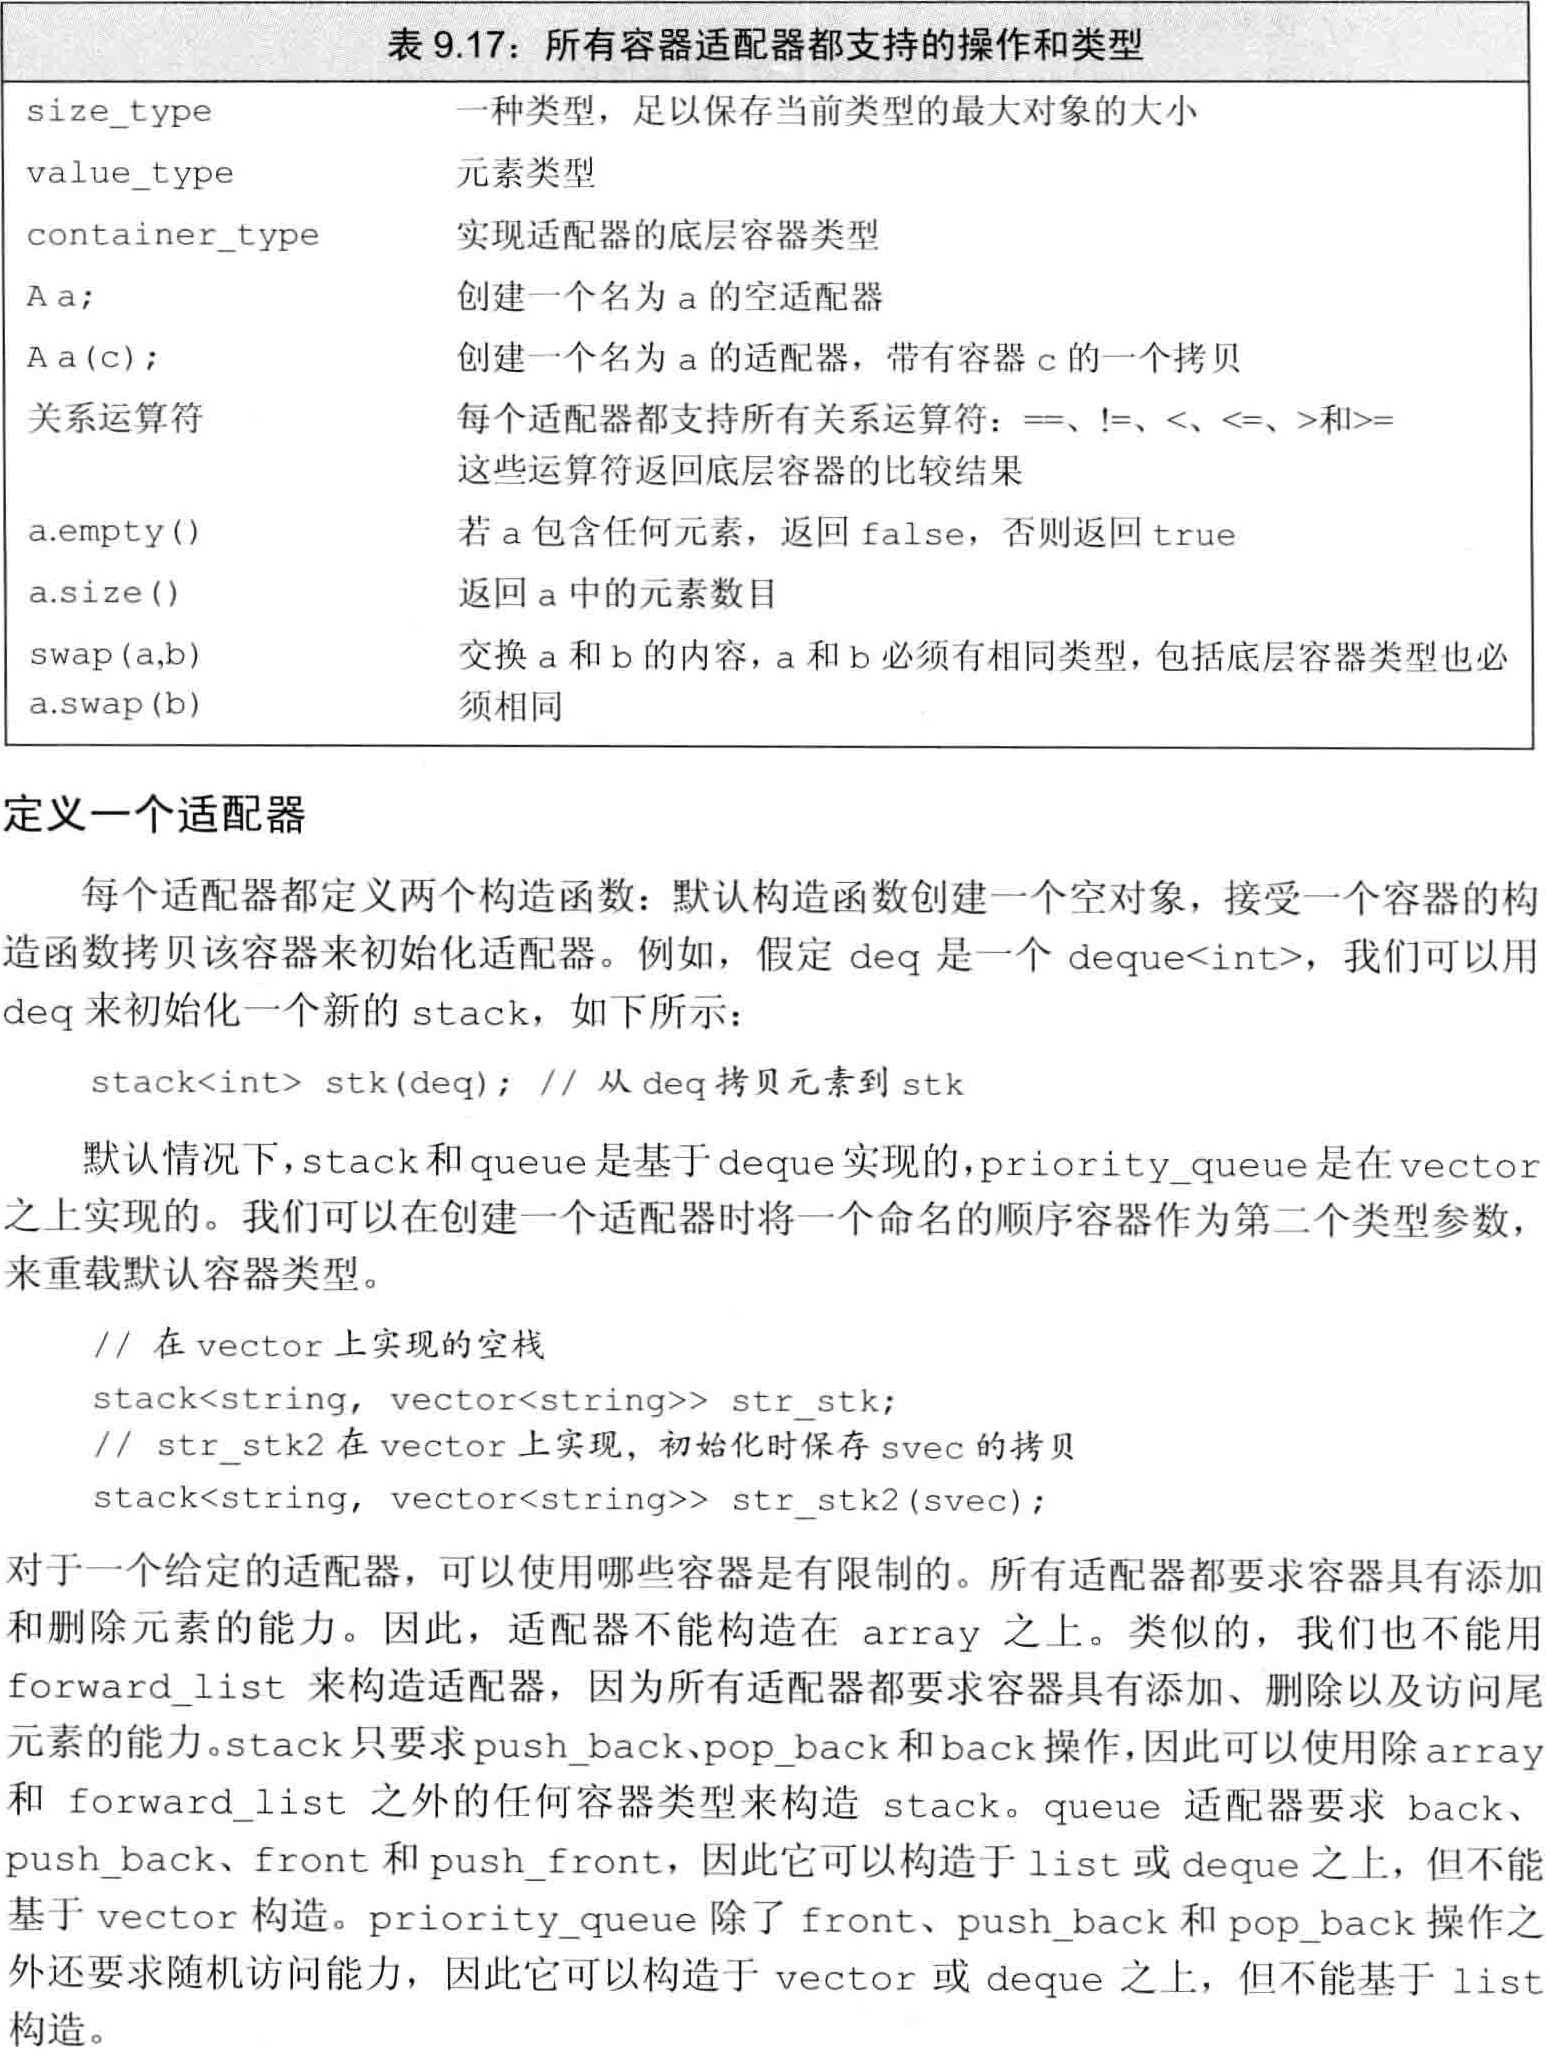 表 9.17：所有容器适配器都支持的操作和类型
size_type 一种类型，足以保存当前类型的最大对象的大小
value_type 元素类型
container_type 实现适配器的底层容器类型
A a; 创建一个名为 a 的空适配器
A a(c); 创建一个名为 a 的适配器，带有容器 c 的一个拷贝
关系运算符 每个适配器都支持所有关系运算符：==、!=、<、<=、>和>=
这些运算符返回底层容器的比较结果
a.empty() 若 a 包含任何元素，返回 false，否则返回 true
a.size() 返回 a 中的元素数目
swap(a,b) 交换 a 和 b 的内容，a 和 b 必须有相同类型，包括底层容器类型也必
a.swap(b) 须相同
定义一个适配器
每个适配器都定义两个构造函数：默认构造函数创建一个空对象，接受一个容器的构
造函数拷贝该容器来初始化适配器。例如，假定 deq 是一个 deque<int>，我们可以用
deq 来初始化一个新的 stack，如下所示：
stack<int> stk(deq); // 从 deq 拷贝元素到 stk
默认情况下，stack 和 queue 是基于 deque 实现的，priority_queue 是在 vector
之上实现的。我们可以在创建一个适配器时将一个命名的顺序容器作为第二个类型参数，
来重载默认容器类型。
// 在 vector 上实现的空栈
stack<string, vector<string>> str_stk;
// str_stk2 在 vector 上实现，初始化时保存 svec 的拷贝
stack<string, vector<string>> str_stk2(svec);
对于一个给定的适配器，可以使用哪些容器是有限制的。所有适配器都要求容器具有添加
和删除元素的能力。因此，适配器不能构造在 array 之上。类似的，我们也不能用
forward_list 来构造适配器，因为所有适配器都要求容器具有添加、删除以及访问尾
元素的能力。stack 只要求 push_back、pop_back 和 back 操作，因此可以使用除 array
和 forward_list 之外的任何容器类型来构造 stack。queue 适配器要求 back、
push_back、front 和 push_front，因此它可以构造于 list 或 deque 之上，但不能
基于 vector 构造。priority_queue 除了 front、push_back 和 pop_back 操作之
外还要求随机访问能力，因此它可以构造于 vector 或 deque 之上，但不能基于 list
构造。